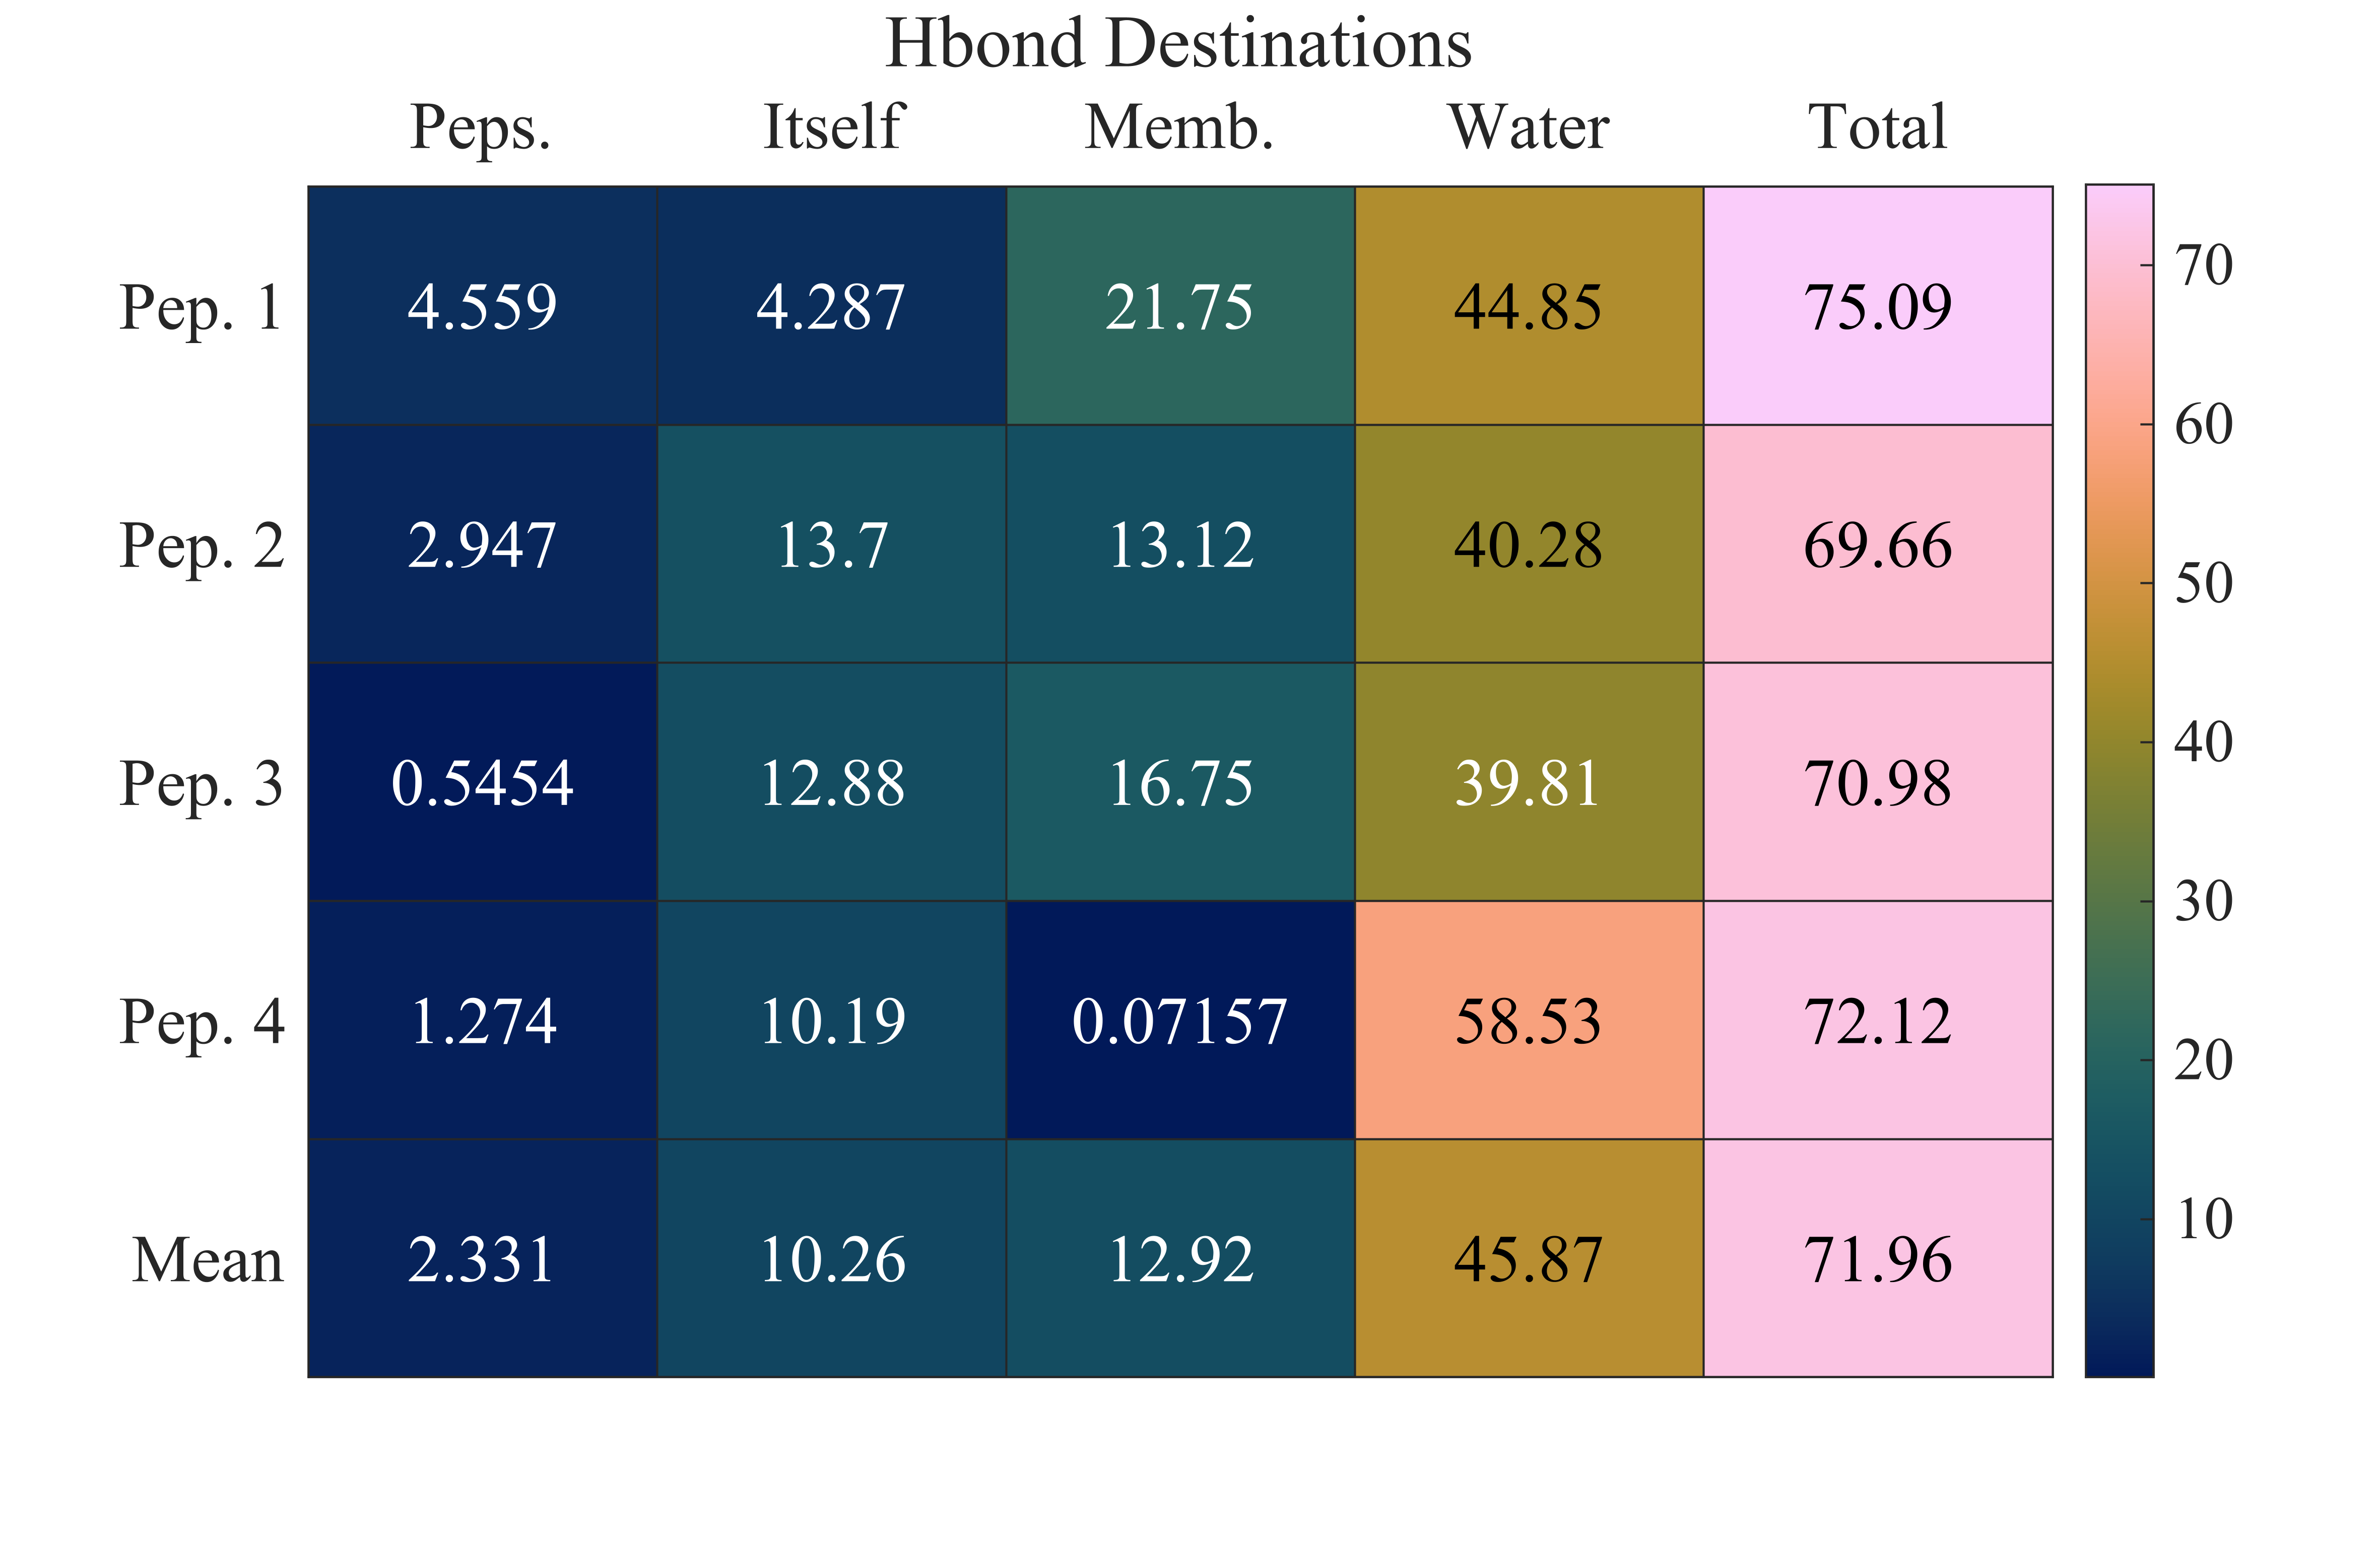 Hbond Destinations
Peps. Itself Memb. Water Total
Pep. 1 4.559 4.287 21.75 44.85 75.09
Pep. 2 2.947 13.7 13.12 40.28 69.66
Pep. 3 0.5454 12.88 16.75 39.81 70.98
Pep. 4 1.274 10.19 0.07157 58.53 72.12
Mean 2.331 10.26 12.92 45.87 71.96
70
60
50
40
30
20
10